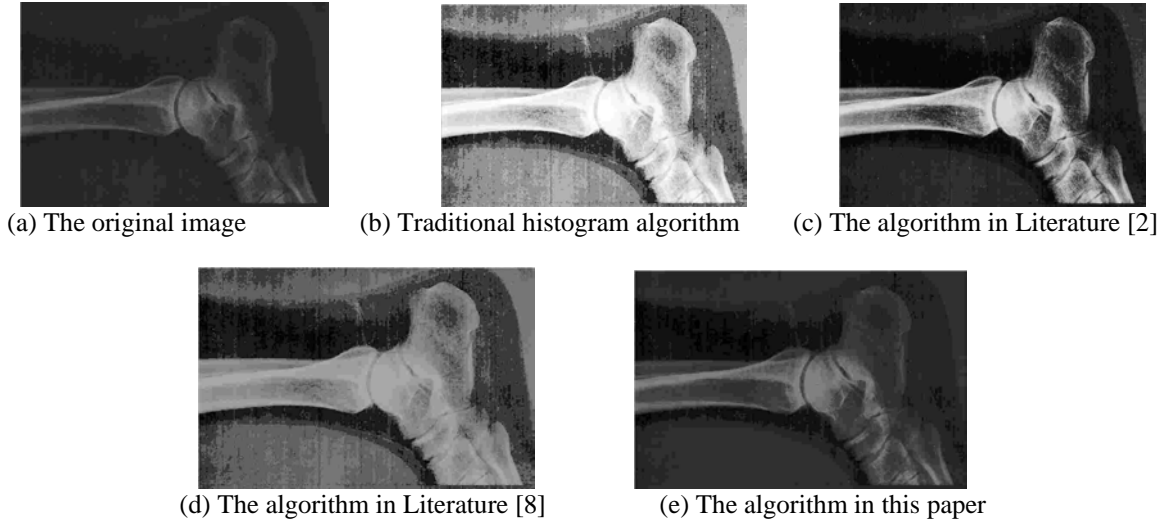 (a) The original image
(b) Traditional histogram algorithm
(c) The algorithm in Literature [2]
(d) The algorithm in Literature [8]
(e) The algorithm in this paper